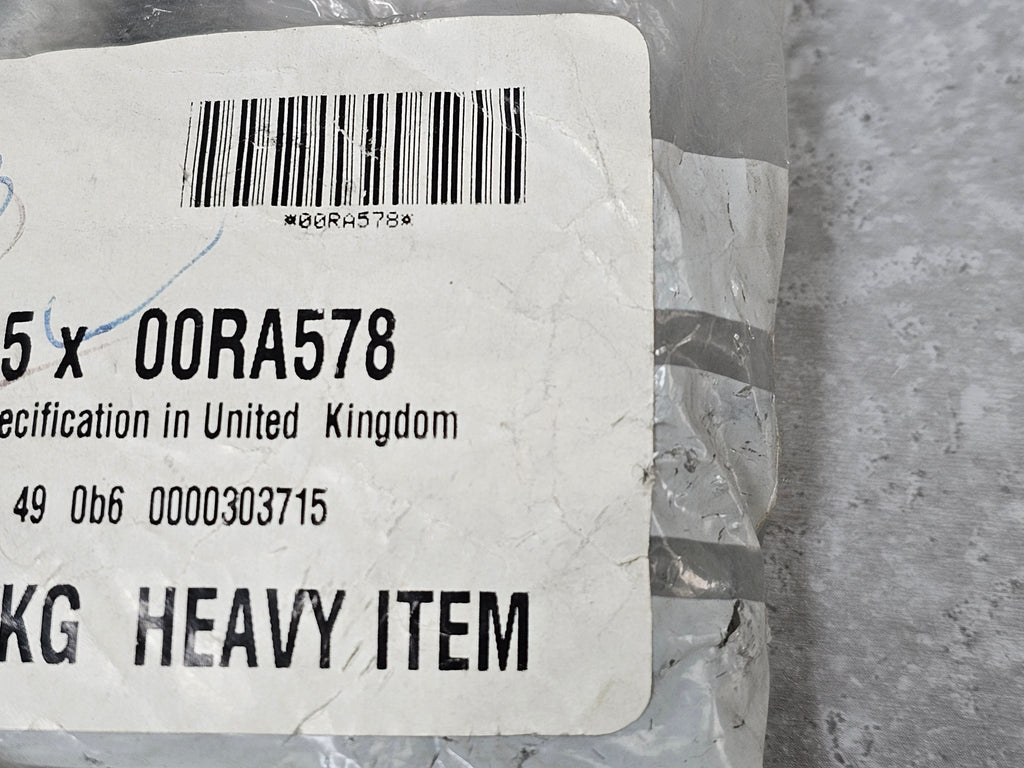 *00RA578*
5 x 00RA578
ecification in United Kingdom
49 0b6 0000303715
KG HEAVY ITEM